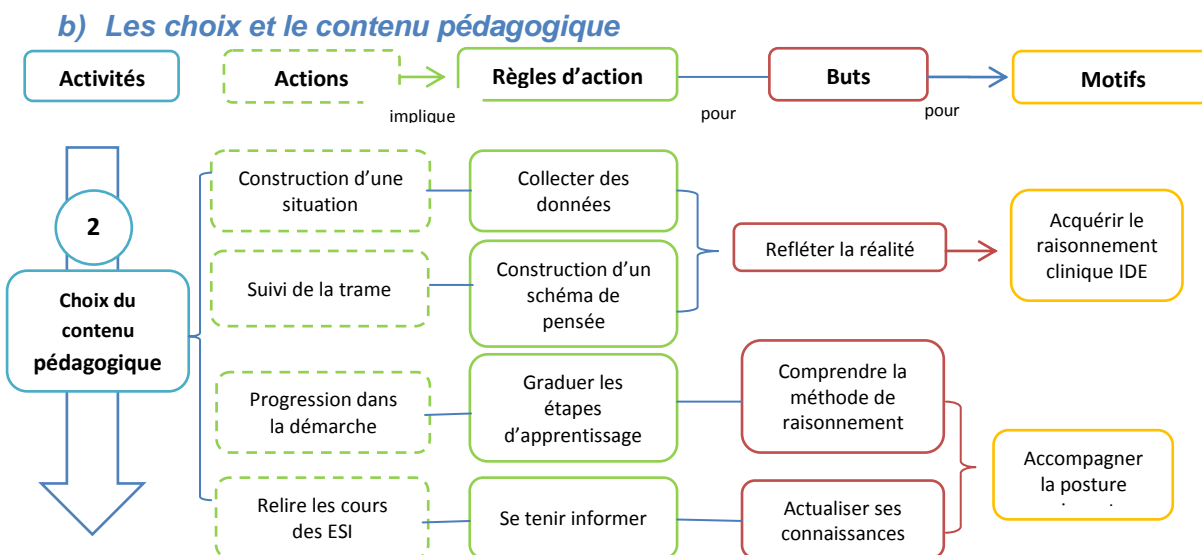 b) Les choix et le contenu pédagogique
Activités
Actions
Règles d'action
Buts
Motifs
implique
pour
pour
2
Choix du
contenu
pédagogique
Construction d'une
situation
Collecter des
données
Suivi de la trame
Construction d'un
schéma de
pensée
Refléter la réalité
Acquérir le
raisonnement
clinique IDE
Progression dans
la démarche
Graduer les
étapes
d'apprentissage
Comprendre la
méthode de
raisonnement
Relire les cours
des ESI
Se tenir informer
Actualiser ses
connaissances
Accompagner
la posture